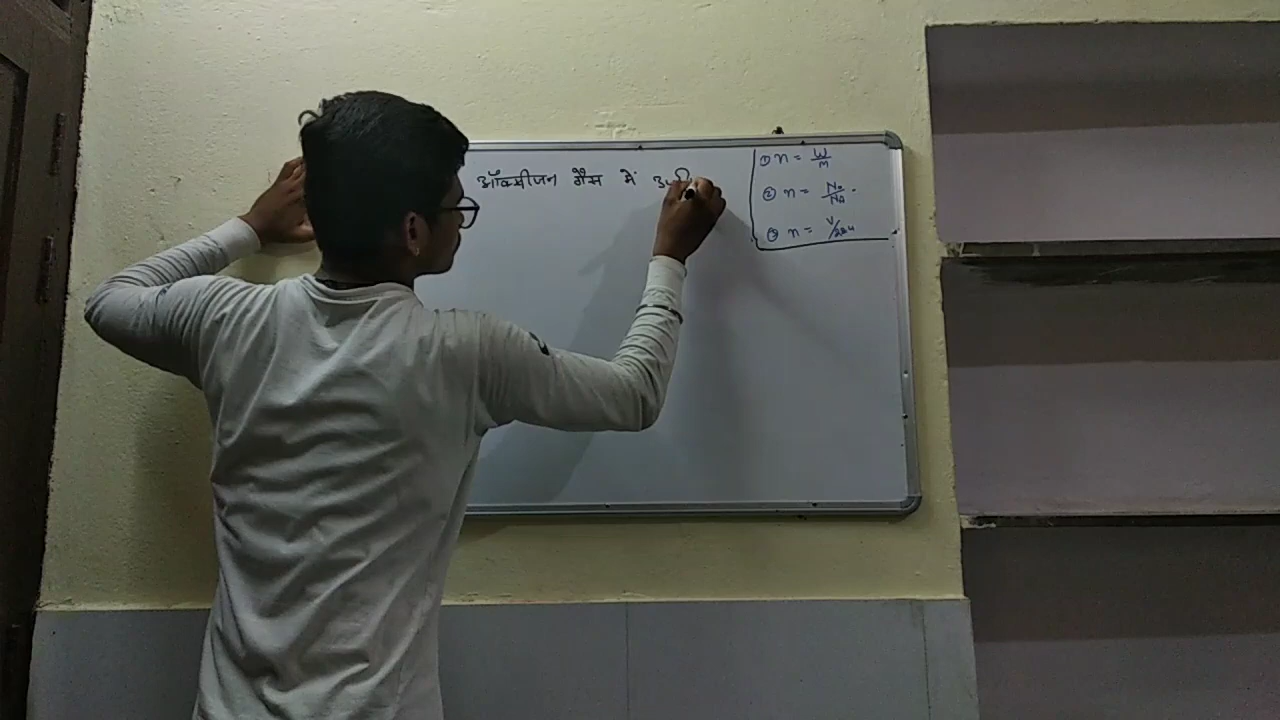 ऑक्सीजन गैस में
① n = W/M
② n = No/NA
③ n = V/22.4